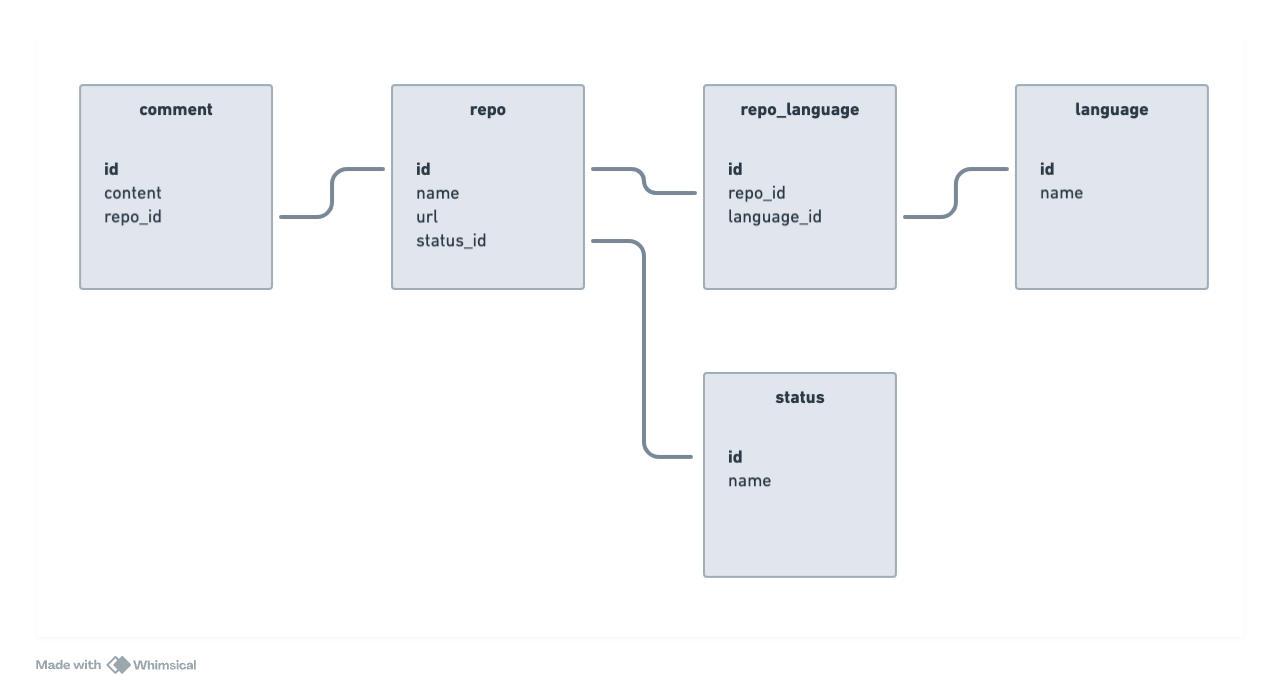 comment
id
content
repo_id
repo
id
name
url
status_id
repo_language
id
repo_id
language_id
language
id
name
status
id
name
Made with Whimsical